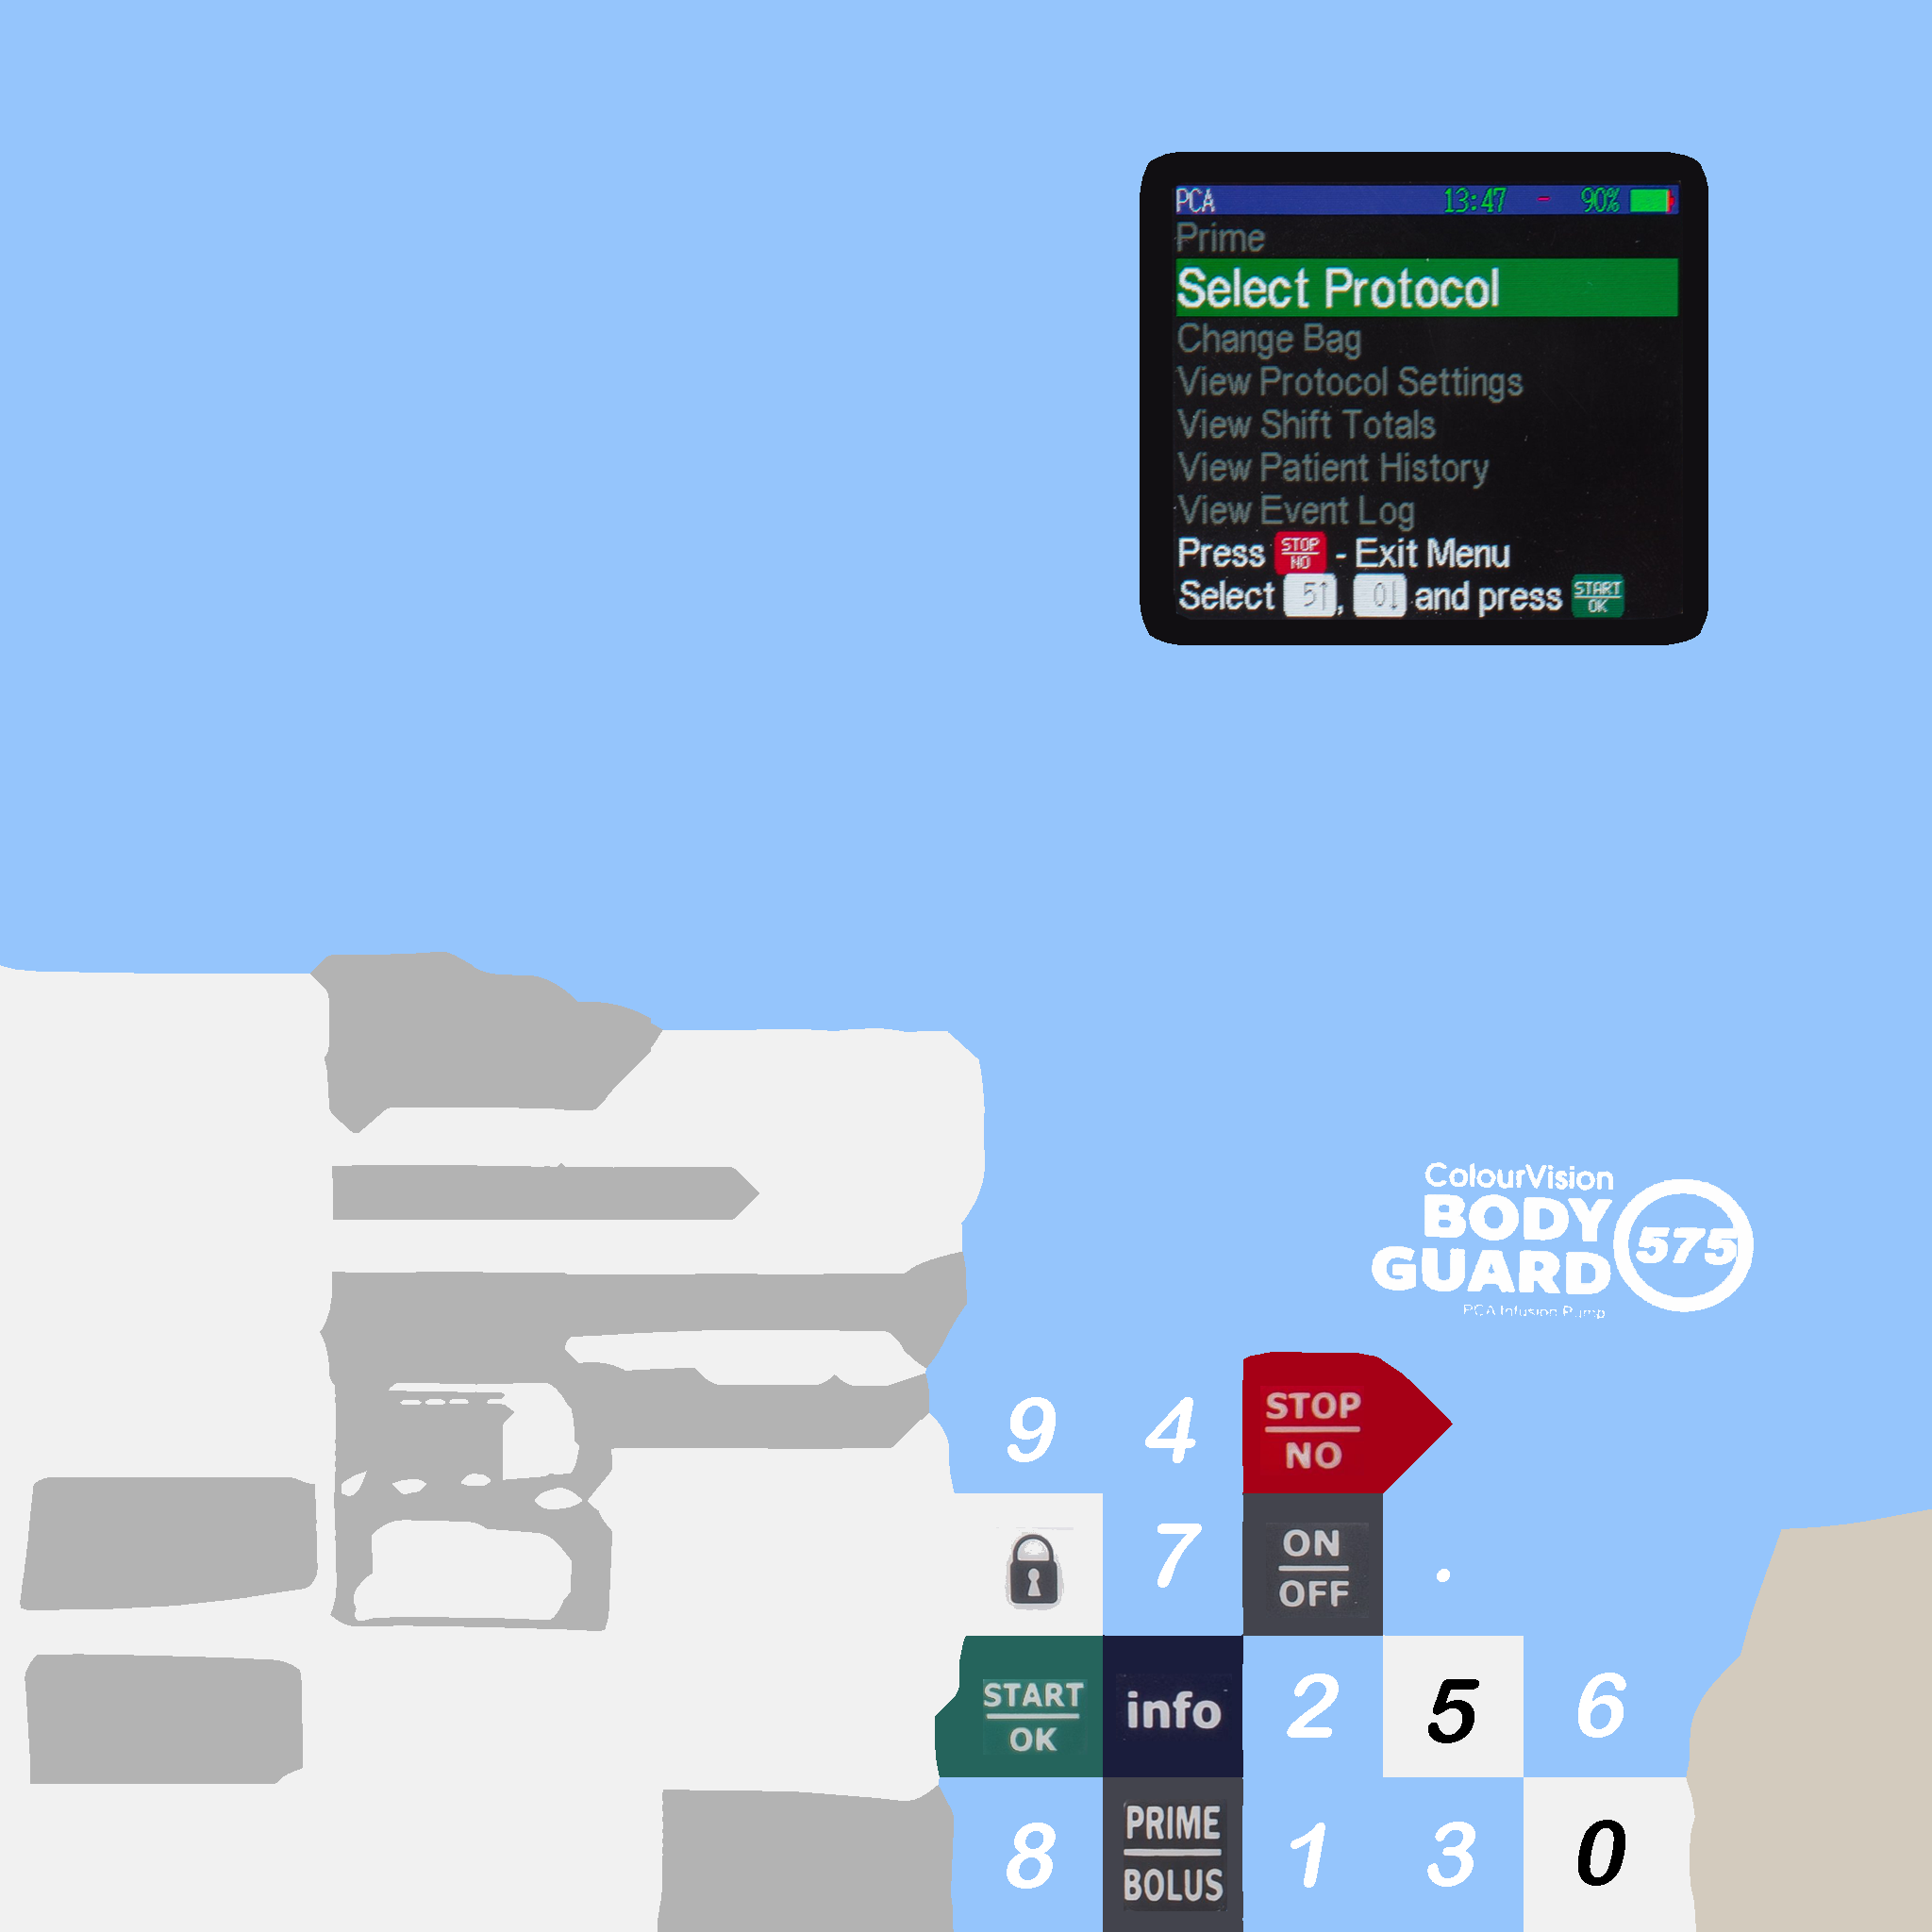 PCA 13:47 - 90%
Prime
Select Protocol
Change Bag
View Protocol Settings
View Shift Totals
View Patient History
View Event Log
Press STOP NO - Exit Menu
Select 5↑, 0↓ and press START OK
ColourVision
BODY
GUARD
575
PCA Infusion Pump
9 4 STOP
NO
7 ON
OFF .
START
OK info 2 5 6
8 PRIME
BOLUS 1 3 0